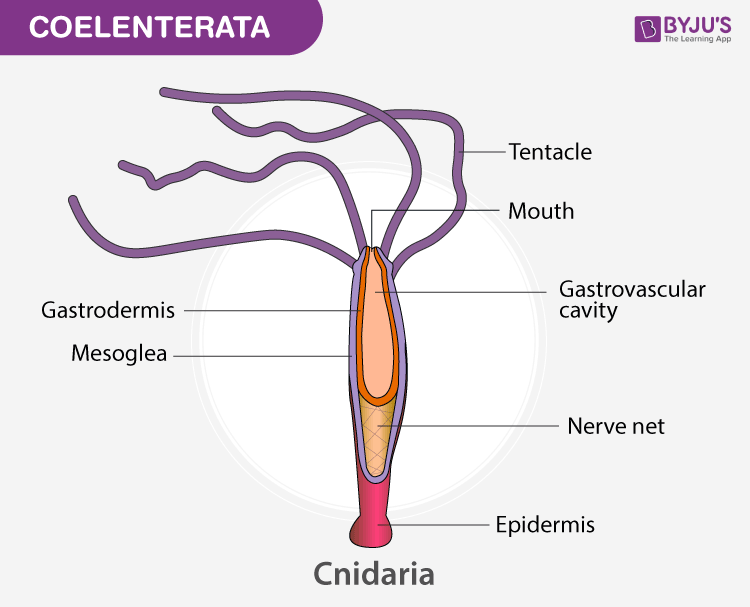 COELENTERATA
BYJU'S
The Learning App
Tentacle
Mouth
Gastrovascular
cavity
Gastrodermis
Mesoglea
Nerve net
Epidermis
Cnidaria